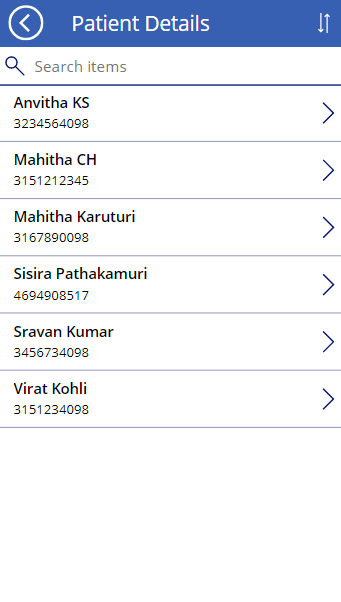 Patient Details
Search items
Anvitha KS
3234564098
Mahitha CH
3151212345
Mahitha Karuturi
3167890098
Sisira Pathakamuri
4694908517
Sravan Kumar
3456734098
Virat Kohli
3151234098